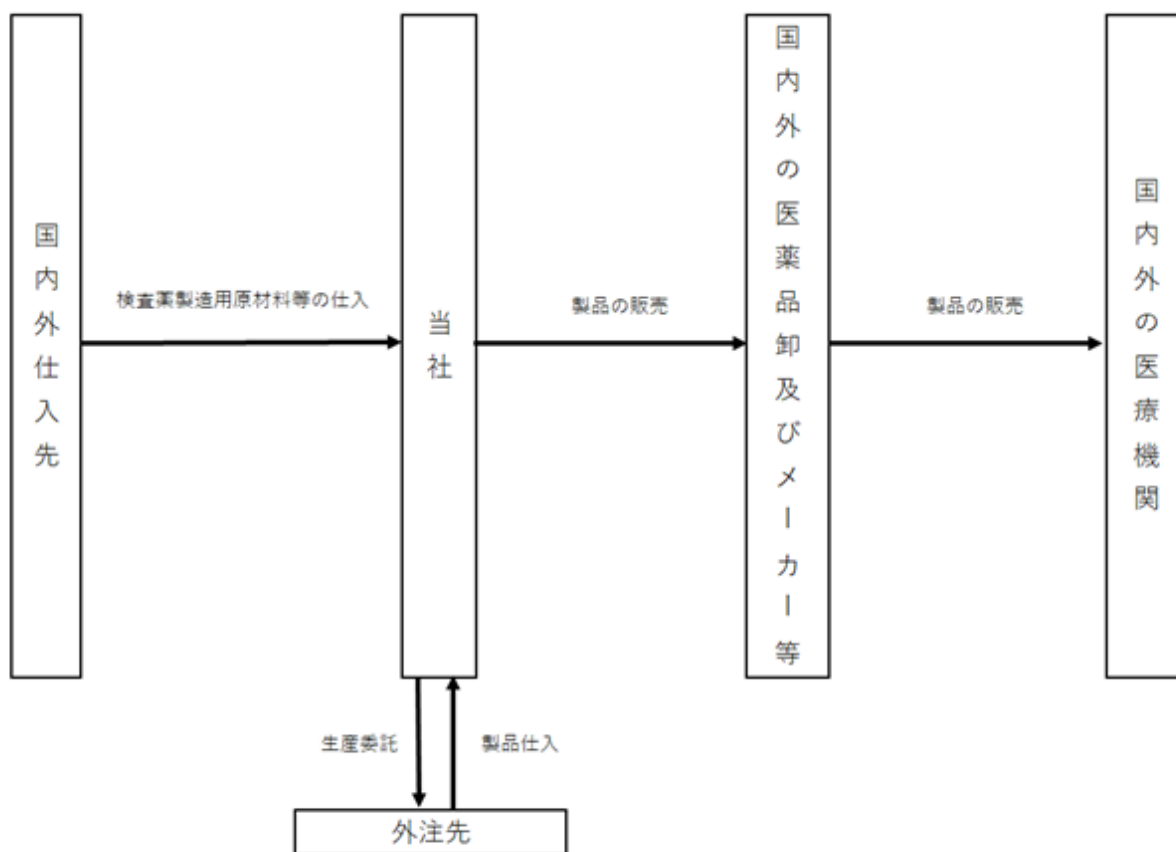 国内外仕入先
検査薬製造用原材料等の仕入
当社
製品の販売
国内外の医薬品卸及びメーカー等
製品の販売
国内外の医療機関
生産委託
製品仕入
外注先